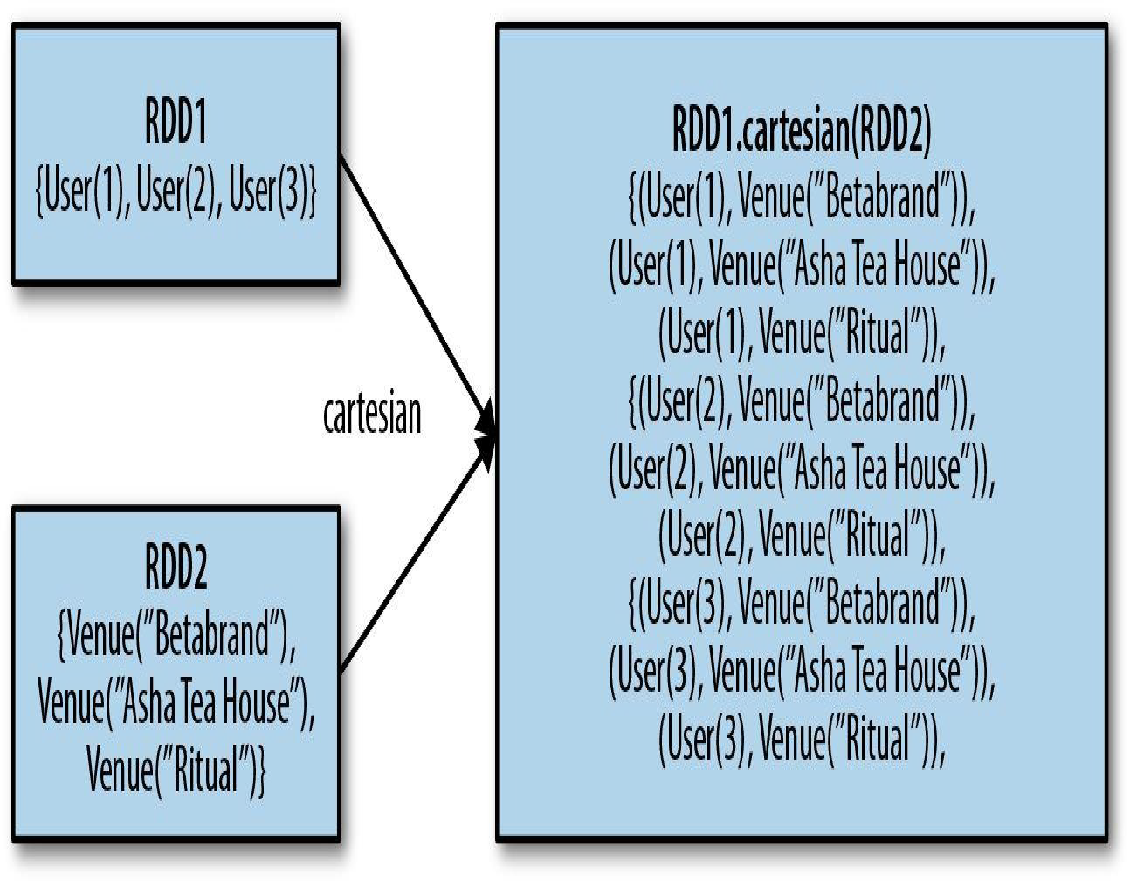 RDD1
{User(1), User(2), User(3)}
cartesian
RDD2
{Venue("Betabrand"),
Venue("Asha Tea House"),
Venue("Ritual")}
RDD1.cartesian(RDD2)
{(User(1), Venue("Betabrand")),
(User(1), Venue("Asha Tea House")),
(User(1), Venue("Ritual")),
{(User(2), Venue("Betabrand")),
(User(2), Venue("Asha Tea House")),
(User(2), Venue("Ritual")),
{(User(3), Venue("Betabrand")),
(User(3), Venue("Asha Tea House")),
(User(3), Venue("Ritual")),